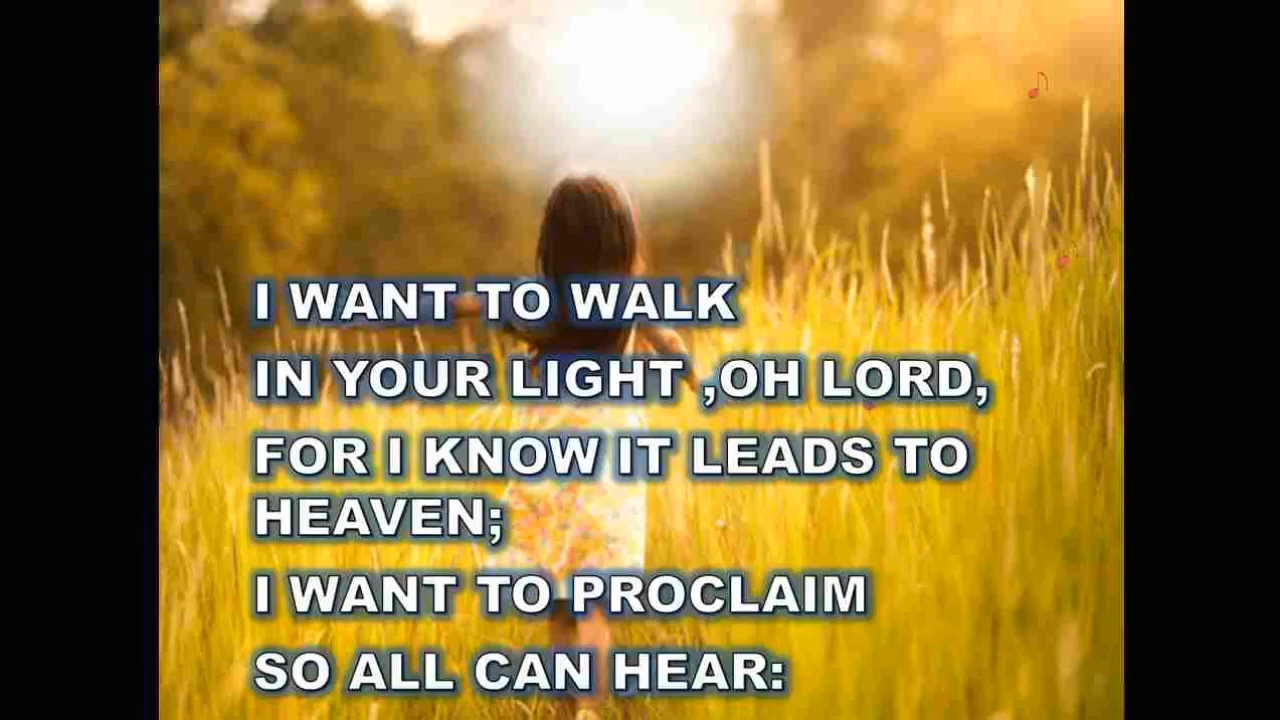 I WANT TO WALK
IN YOUR LIGHT ,OH LORD,
FOR I KNOW IT LEADS TO
HEAVEN;
I WANT TO PROCLAIM
SO ALL CAN HEAR: